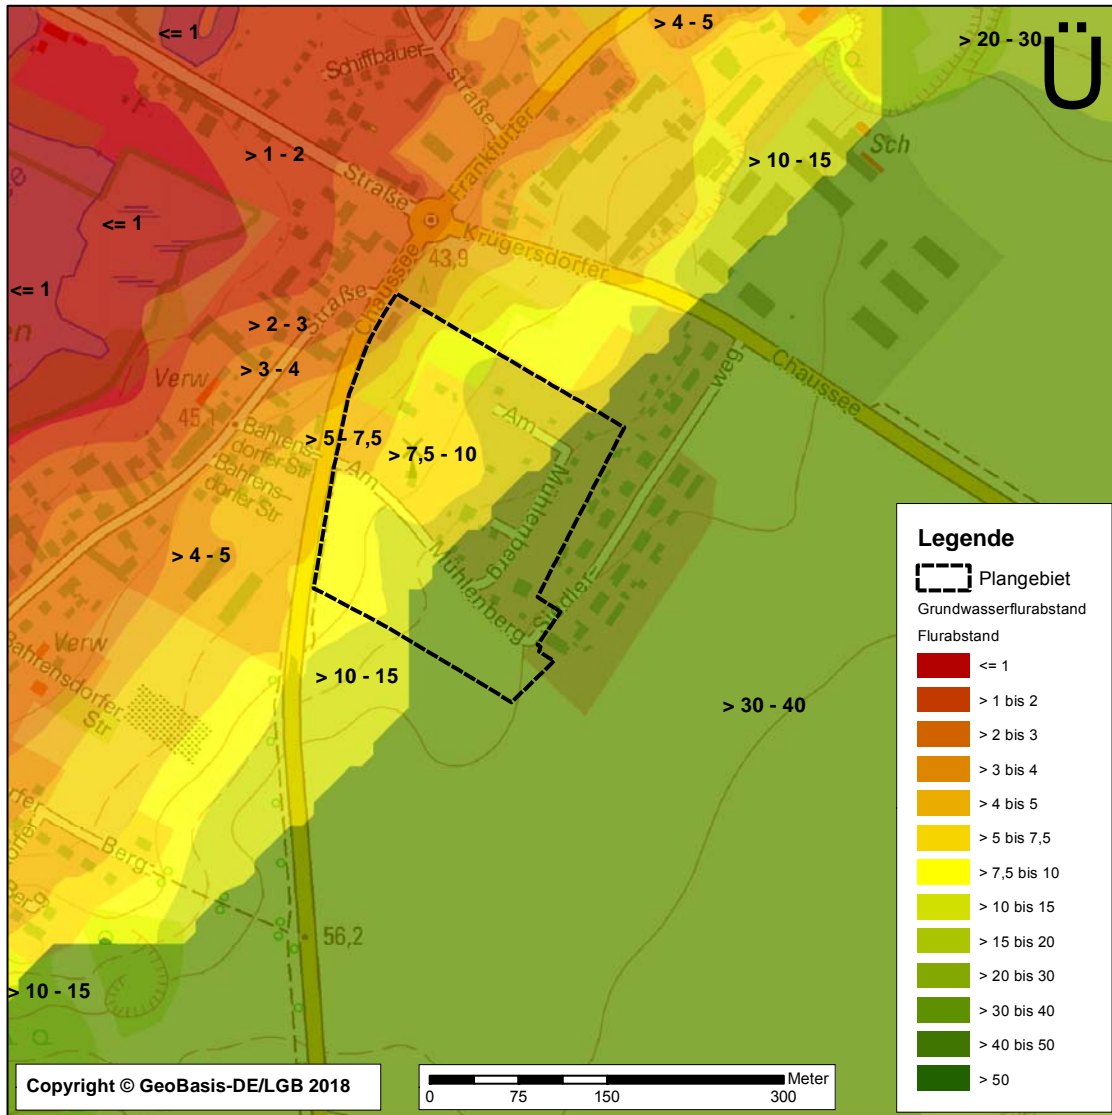 <= 1
> 4 - 5
> 20 - 30
Ü
Schiffbauer-
straße
Frankfurter
F
> 1 - 2
Straße
> 10 - 15
Sch
<= 1
43,9
Krügersdorfer
Chaussee
<= 1
Straße
Chaussee
> 2 - 3
> 3 - 4
Verw
45,1
weg
Am
Bahrens-
dorfer Str
> 5 - 7,5
> 7,5 - 10
Bahrens-
dorfer Str
Am
Mühlenberg
Mühlenberg
Siedler-
> 4 - 5
Verw
Bahrensdorfer
Str
> 10 - 15
> 30 - 40
Berg
56,2
> 10 - 15
Legende
Plangebiet
Grundwasserflurabstand
Flurabstand
<= 1
> 1 bis 2
> 2 bis 3
> 3 bis 4
> 4 bis 5
> 5 bis 7,5
> 7,5 bis 10
> 10 bis 15
> 15 bis 20
> 20 bis 30
> 30 bis 40
> 40 bis 50
> 50
Copyright © GeoBasis-DE/LGB 2018
Meter
0 75 150 300